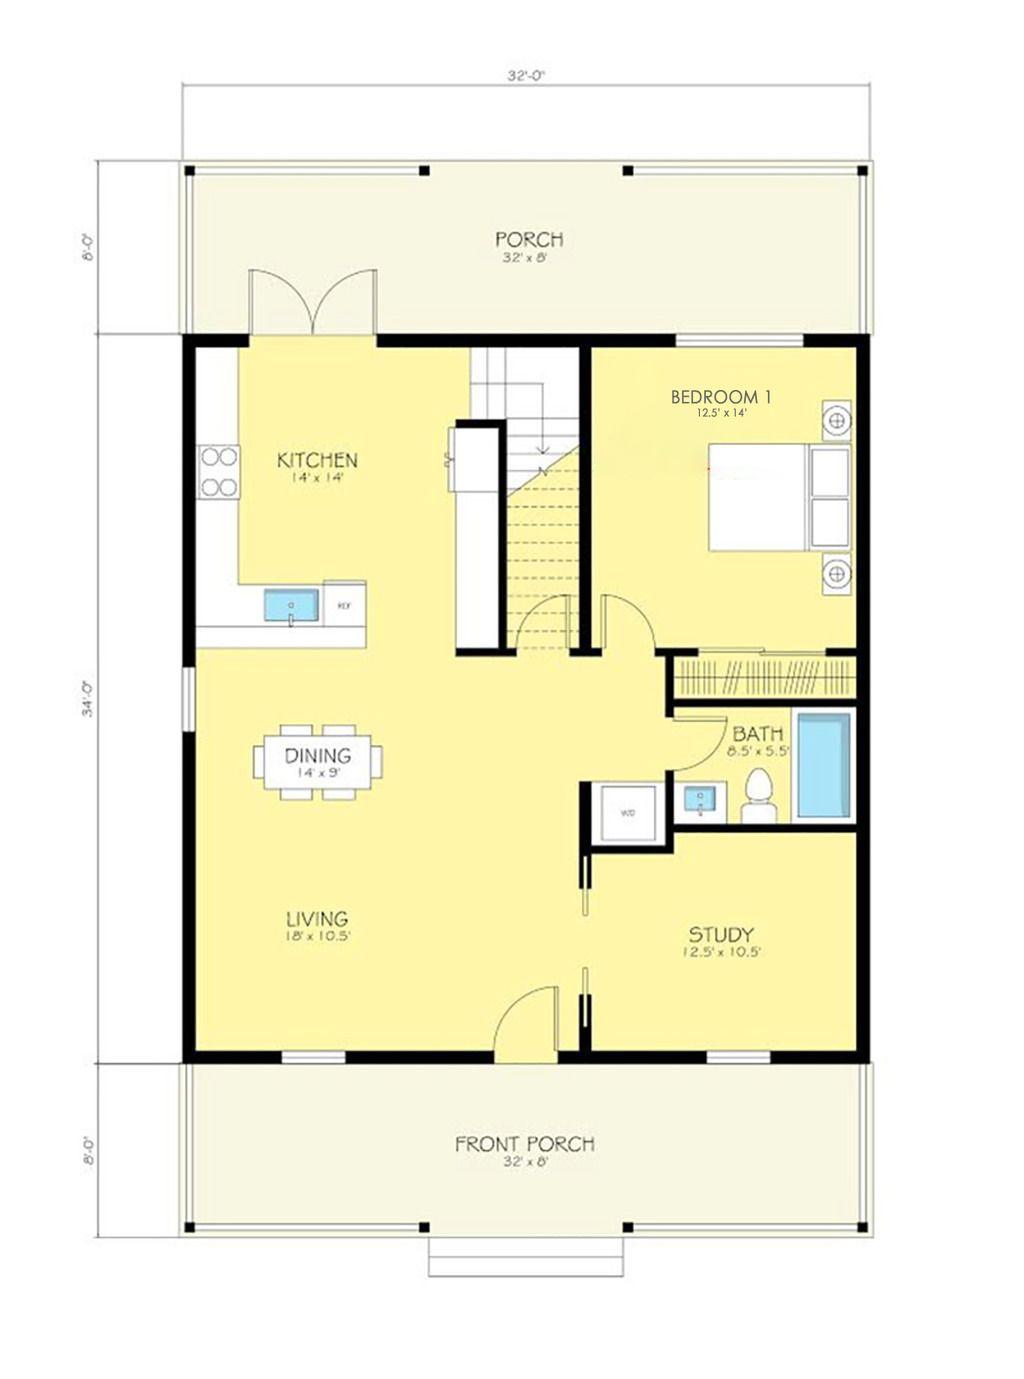 32'-0"
8'-0"
PORCH
32' x 8'
BEDROOM 1
12.5' x 14'
KITCHEN
14' x 14'
N
REF
34'-0"
DINING
14' x 9'
BATH
8.5' x 5.5'
W/D
LIVING
18' x 10.5'
STUDY
12.5' x 10.5'
8'-0"
FRONT PORCH
32' x 8'